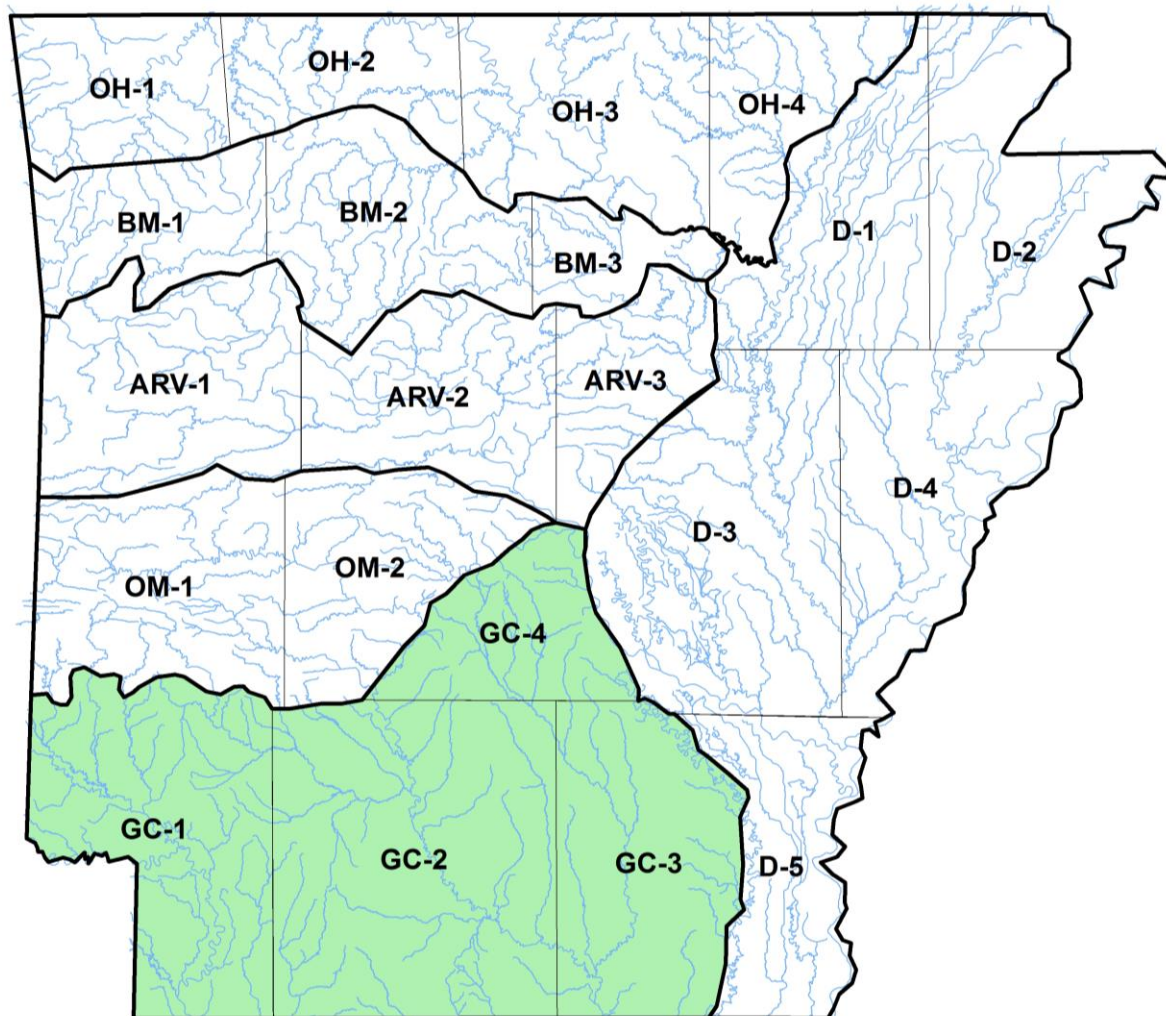 OH-1
OH-2
OH-3
OH-4
BM-1
BM-2
BM-3
D-1
D-2
ARV-1
ARV-2
ARV-3
D-4
D-3
OM-1
OM-2
GC-4
GC-1
GC-2
GC-3
D-5